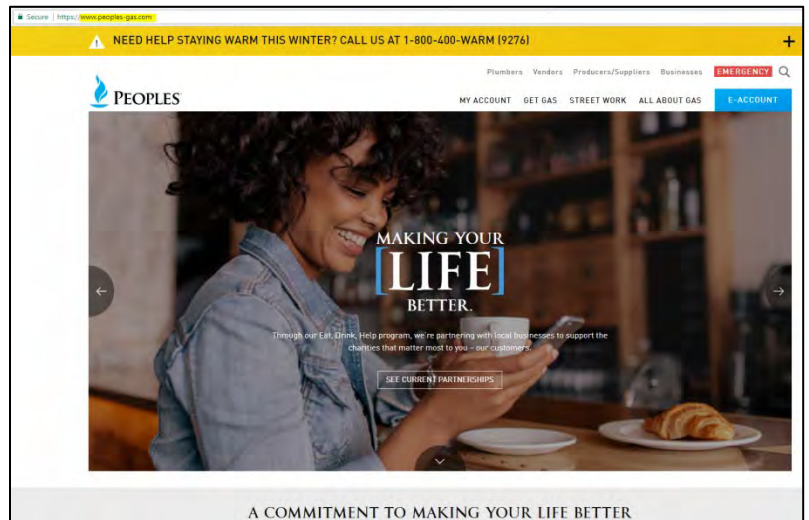 Secure | https://www.peoples-gas.com
NEED HELP STAYING WARM THIS WINTER? CALL US AT 1-800-400-WARM (9276)
Plumbers Vendors Producers/Suppliers Businesses EMERGENCY
PEOPLES
MY ACCOUNT GET GAS STREET WORK ALL ABOUT GAS E-ACCOUNT
MAKING YOUR
[LIFE]
BETTER.
Through our Eat, Drink, Help program, we're partnering with local businesses to support the
charities that matter most to you – our customers.
SEE CURRENT PARTNERSHIPS
A COMMITMENT TO MAKING YOUR LIFE BETTER